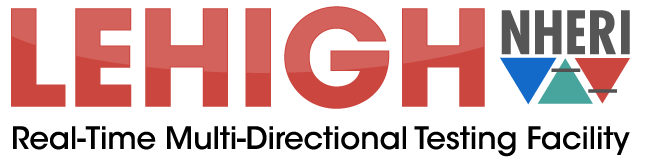 LEHIGH NHERI
Real-Time Multi-Directional Testing Facility